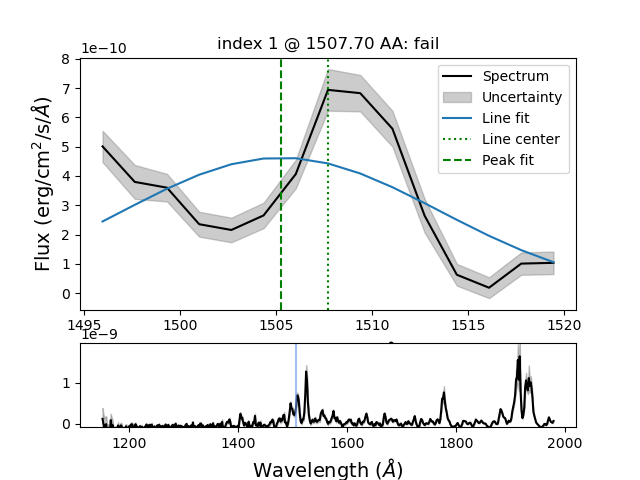 index 1 @ 1507.70 AA: fail
1e−10
8
7
6
5
4
3
2
1
0
Flux (erg/cm²/s/Å)
Spectrum
Uncertainty
Line fit
Line center
Peak fit
1495 1500 1505 1510 1515 1520
1e−9
1
0
1200 1400 1600 1800 2000
Wavelength (Å)